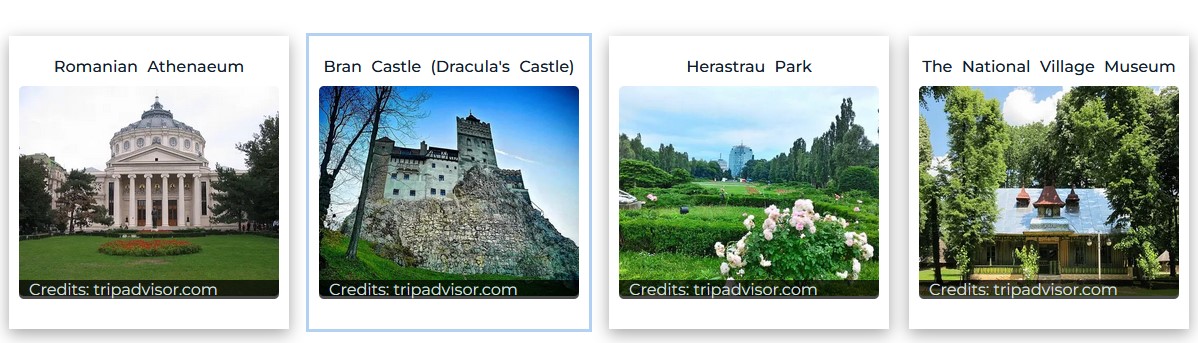 Romanian Athenaeum
Credits: tripadvisor.com
Bran Castle (Dracula's Castle)
Credits: tripadvisor.com
Herastrau Park
Credits: tripadvisor.com
The National Village Museum
Credits: tripadvisor.com